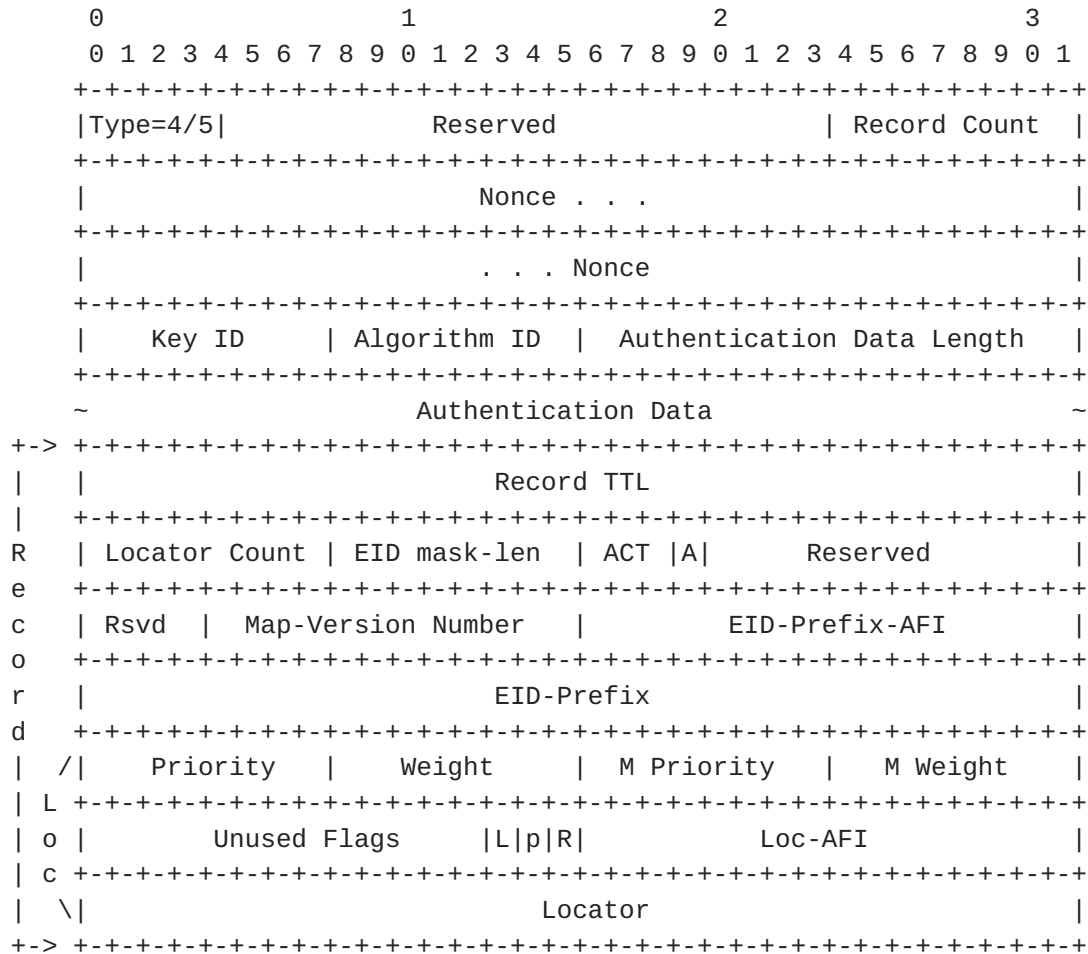 0                   1                   2                   3
      0 1 2 3 4 5 6 7 8 9 0 1 2 3 4 5 6 7 8 9 0 1 2 3 4 5 6 7 8 9 0 1
     +-+-+-+-+-+-+-+-+-+-+-+-+-+-+-+-+-+-+-+-+-+-+-+-+-+-+-+-+-+-+-+-+
     |Type=4/5|             Reserved                 | Record Count  |
     +-+-+-+-+-+-+-+-+-+-+-+-+-+-+-+-+-+-+-+-+-+-+-+-+-+-+-+-+-+-+-+-+
     |                         Nonce . . .                           |
     +-+-+-+-+-+-+-+-+-+-+-+-+-+-+-+-+-+-+-+-+-+-+-+-+-+-+-+-+-+-+-+-+
     |                         . . . Nonce                           |
     +-+-+-+-+-+-+-+-+-+-+-+-+-+-+-+-+-+-+-+-+-+-+-+-+-+-+-+-+-+-+-+-+
     |    Key ID     | Algorithm ID  |  Authentication Data Length   |
     +-+-+-+-+-+-+-+-+-+-+-+-+-+-+-+-+-+-+-+-+-+-+-+-+-+-+-+-+-+-+-+-+
     ~                     Authentication Data                       ~
 +-> +-+-+-+-+-+-+-+-+-+-+-+-+-+-+-+-+-+-+-+-+-+-+-+-+-+-+-+-+-+-+-+-+
 |   |                          Record TTL                           |
 |   +-+-+-+-+-+-+-+-+-+-+-+-+-+-+-+-+-+-+-+-+-+-+-+-+-+-+-+-+-+-+-+-+
 R   | Locator Count | EID mask-len  | ACT |A|      Reserved         |
 e   +-+-+-+-+-+-+-+-+-+-+-+-+-+-+-+-+-+-+-+-+-+-+-+-+-+-+-+-+-+-+-+-+
 c   | Rsvd  |  Map-Version Number   |         EID-Prefix-AFI        |
 o   +-+-+-+-+-+-+-+-+-+-+-+-+-+-+-+-+-+-+-+-+-+-+-+-+-+-+-+-+-+-+-+-+
 r   |                          EID-Prefix                           |
 d   +-+-+-+-+-+-+-+-+-+-+-+-+-+-+-+-+-+-+-+-+-+-+-+-+-+-+-+-+-+-+-+-+
 |  /|    Priority   |    Weight     |  M Priority   |   M Weight    |
 | L +-+-+-+-+-+-+-+-+-+-+-+-+-+-+-+-+-+-+-+-+-+-+-+-+-+-+-+-+-+-+-+-+
 | o |        Unused Flags     |L|p|R|           Loc-AFI             |
 | c +-+-+-+-+-+-+-+-+-+-+-+-+-+-+-+-+-+-+-+-+-+-+-+-+-+-+-+-+-+-+-+-+
 |  \|                             Locator                           |
 +-> +-+-+-+-+-+-+-+-+-+-+-+-+-+-+-+-+-+-+-+-+-+-+-+-+-+-+-+-+-+-+-+-+